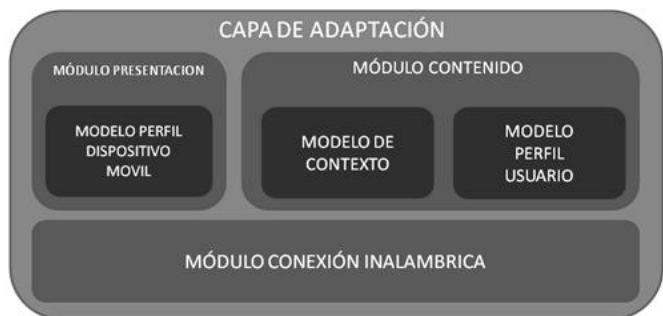 CAPA DE ADAPTACIÓN
MÓDULO PRESENTACION
MODELO PERFIL
DISPOSITIVO
MOVIL
MÓDULO CONTENIDO
MODELO DE
CONTEXTO
MODELO
PERFIL
USUARIO
MÓDULO CONEXIÓN INALAMBRICA